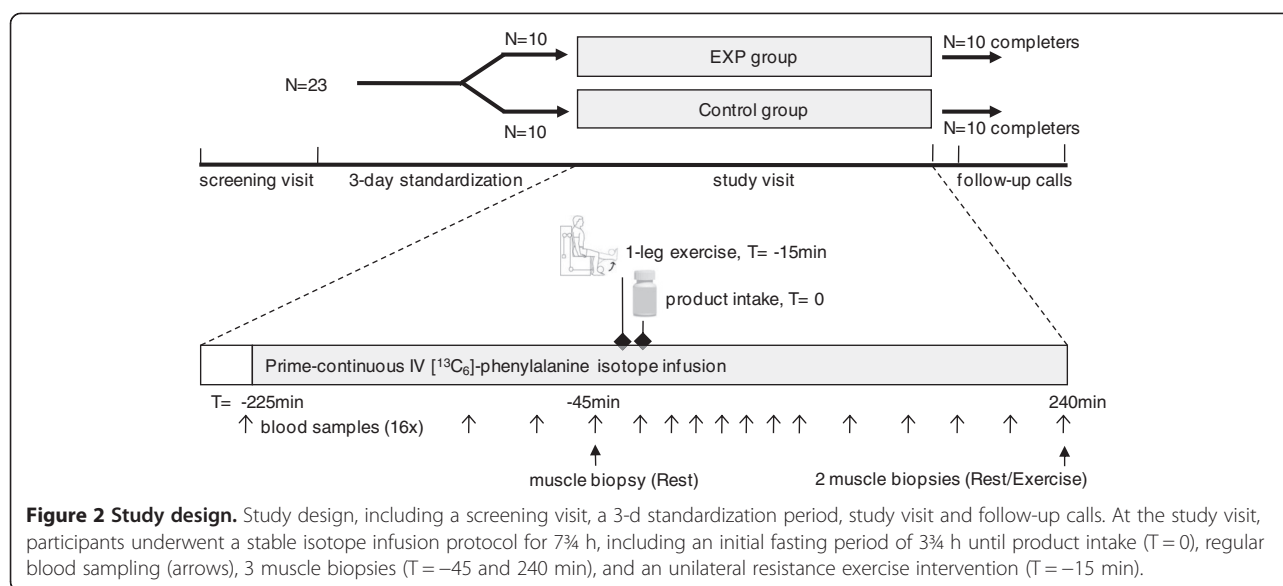 N=10
EXP group
N=10 completers
N=23
Control group
N=10
N=10 completers
screening visit
3-day standardization
study visit
follow-up calls
1-leg exercise, T= -15min
product intake, T= 0
Prime-continuous IV [¹³C₆]-phenylalanine isotope infusion
T= -225min
-45min
240min
blood samples (16x)
muscle biopsy (Rest)
2 muscle biopsies (Rest/Exercise)
Figure 2 Study design. Study design, including a screening visit, a 3-d standardization period, study visit and follow-up calls. At the study visit,
participants underwent a stable isotope infusion protocol for 7¾ h, including an initial fasting period of 3¾ h until product intake (T = 0), regular
blood sampling (arrows), 3 muscle biopsies (T = −45 and 240 min), and an unilateral resistance exercise intervention (T = −15 min).